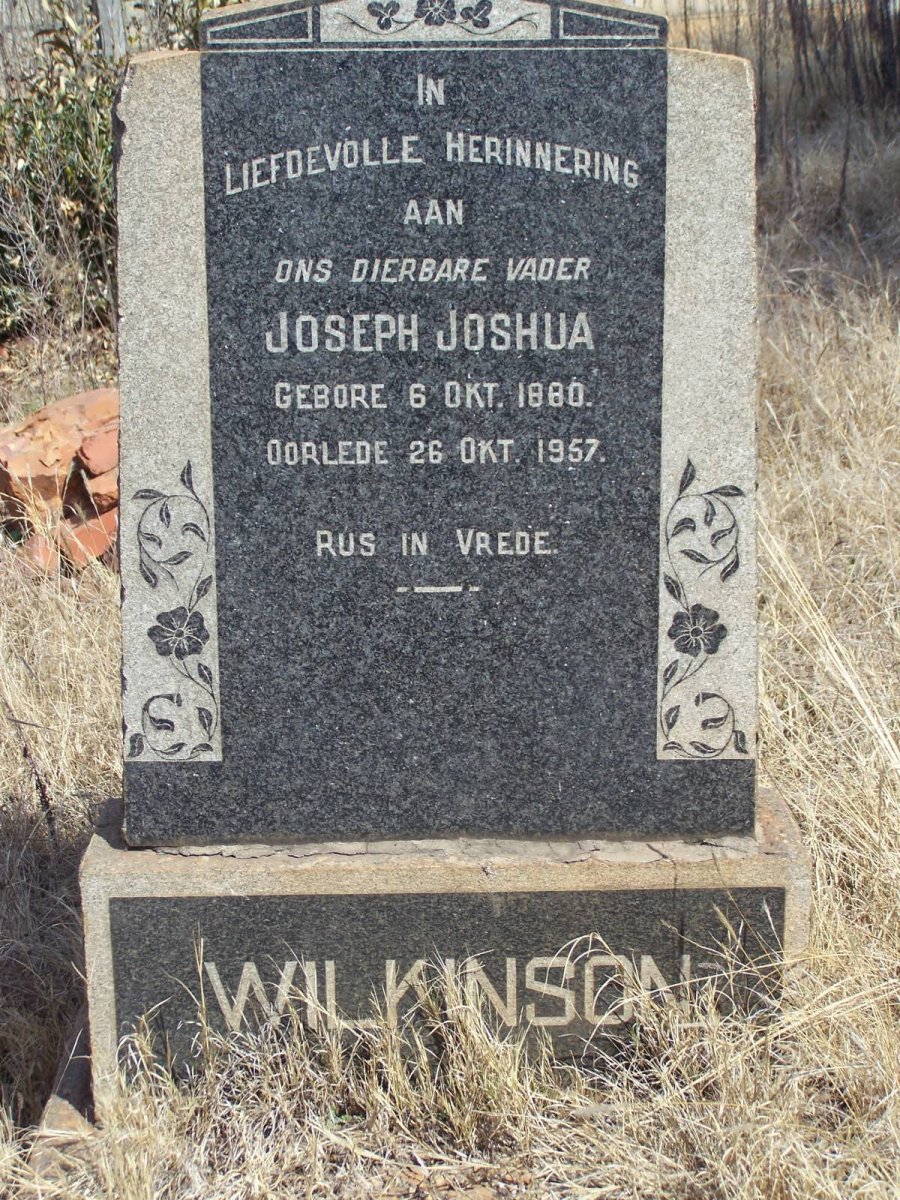 IN
LIEFDEVOLLE HERINNERING
AAN
ONS DIERBARE VADER
JOSEPH JOSHUA
GEBORE 6 OKT. 1880.
OORLEDE 26 OKT. 1957.
RUS IN VREDE.
WILKINSON